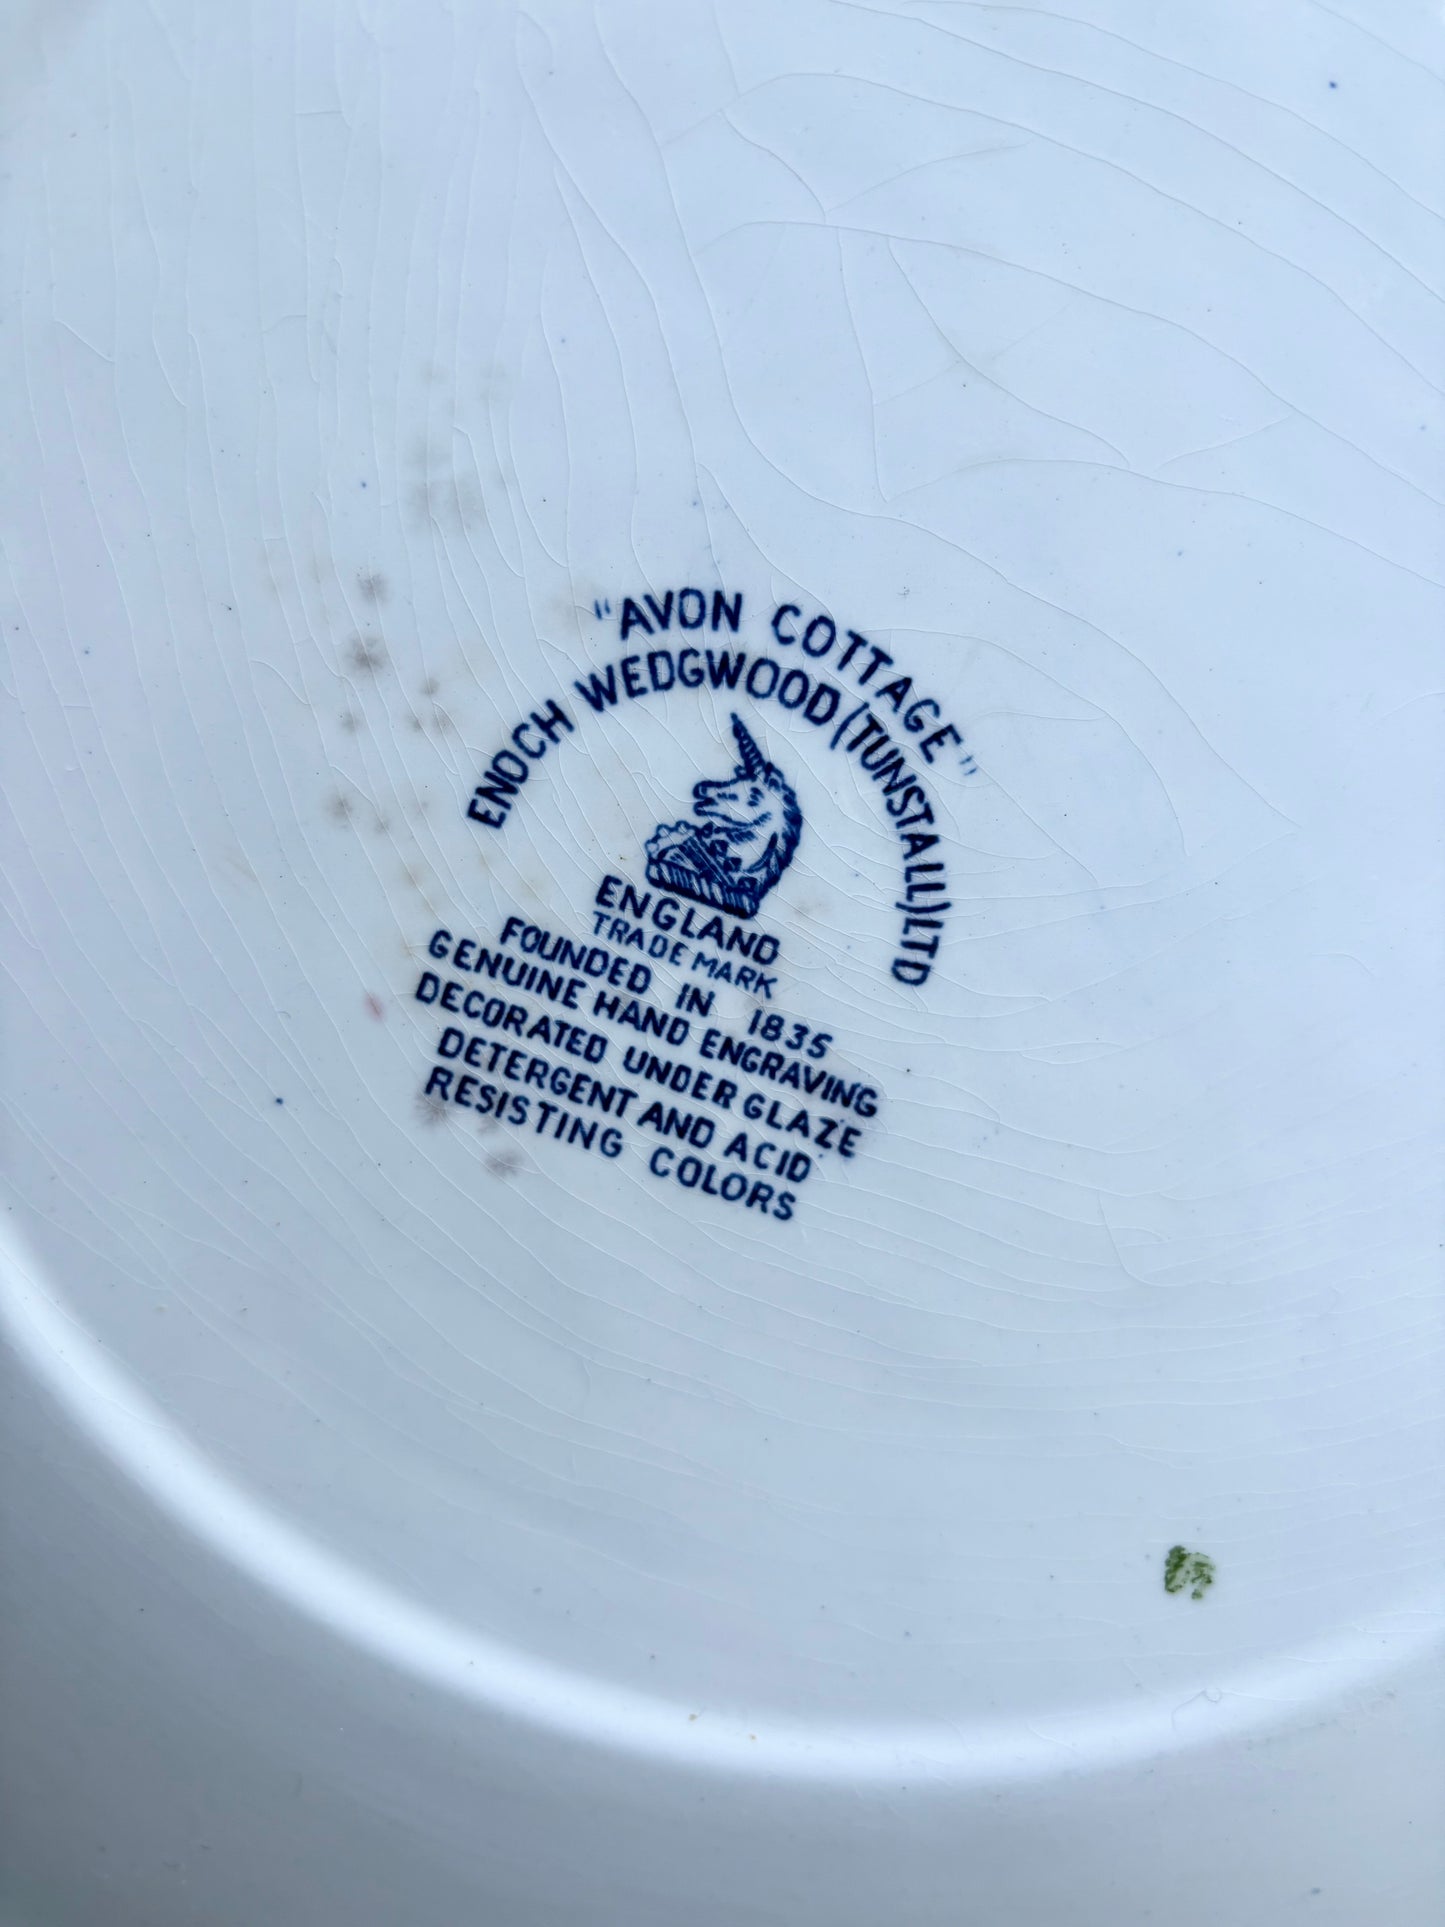 "AVON COTTAGE"
ENOCH WEDGWOOD (TUNSTALL) LTD
ENGLAND
TRADE MARK
FOUNDED IN 1835
GENUINE HAND ENGRAVING
DECORATED UNDER GLAZE
DETERGENT AND ACID
RESISTING COLORS